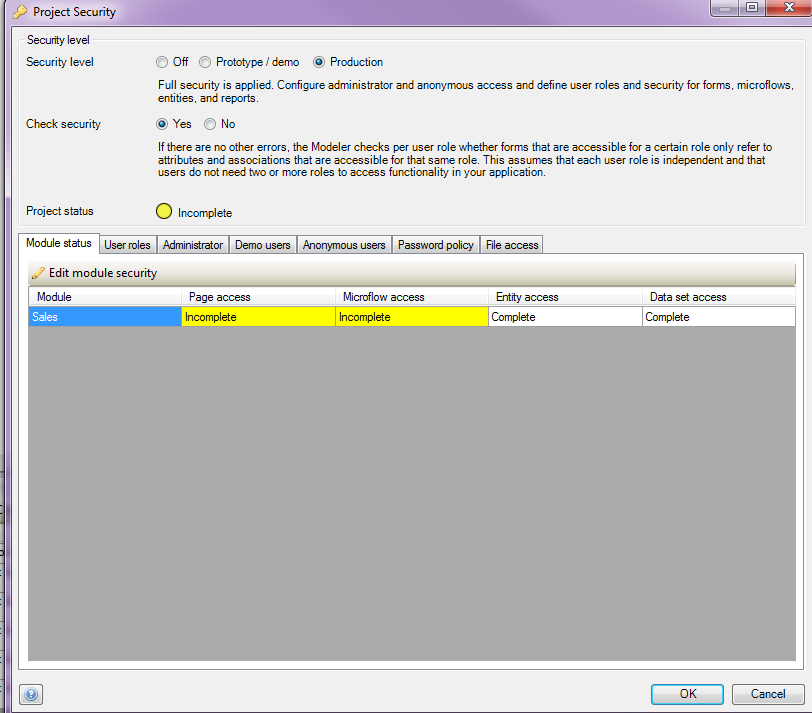 Project Security
Security level
Security level Off Prototype / demo Production
Full security is applied. Configure administrator and anonymous access and define user roles and security for forms, microflows,
entities, and reports.
Check security Yes No
If there are no other errors, the Modeler checks per user role whether forms that are accessible for a certain role only refer to
attributes and associations that are accessible for that same role. This assumes that each user role is independent and that
users do not need two or more roles to access functionality in your application.
Project status Incomplete
Module status User roles Administrator Demo users Anonymous users Password policy File access
Edit module security
Module Page access Microflow access Entity access Data set access
Sales Incomplete Incomplete Complete Complete
OK Cancel